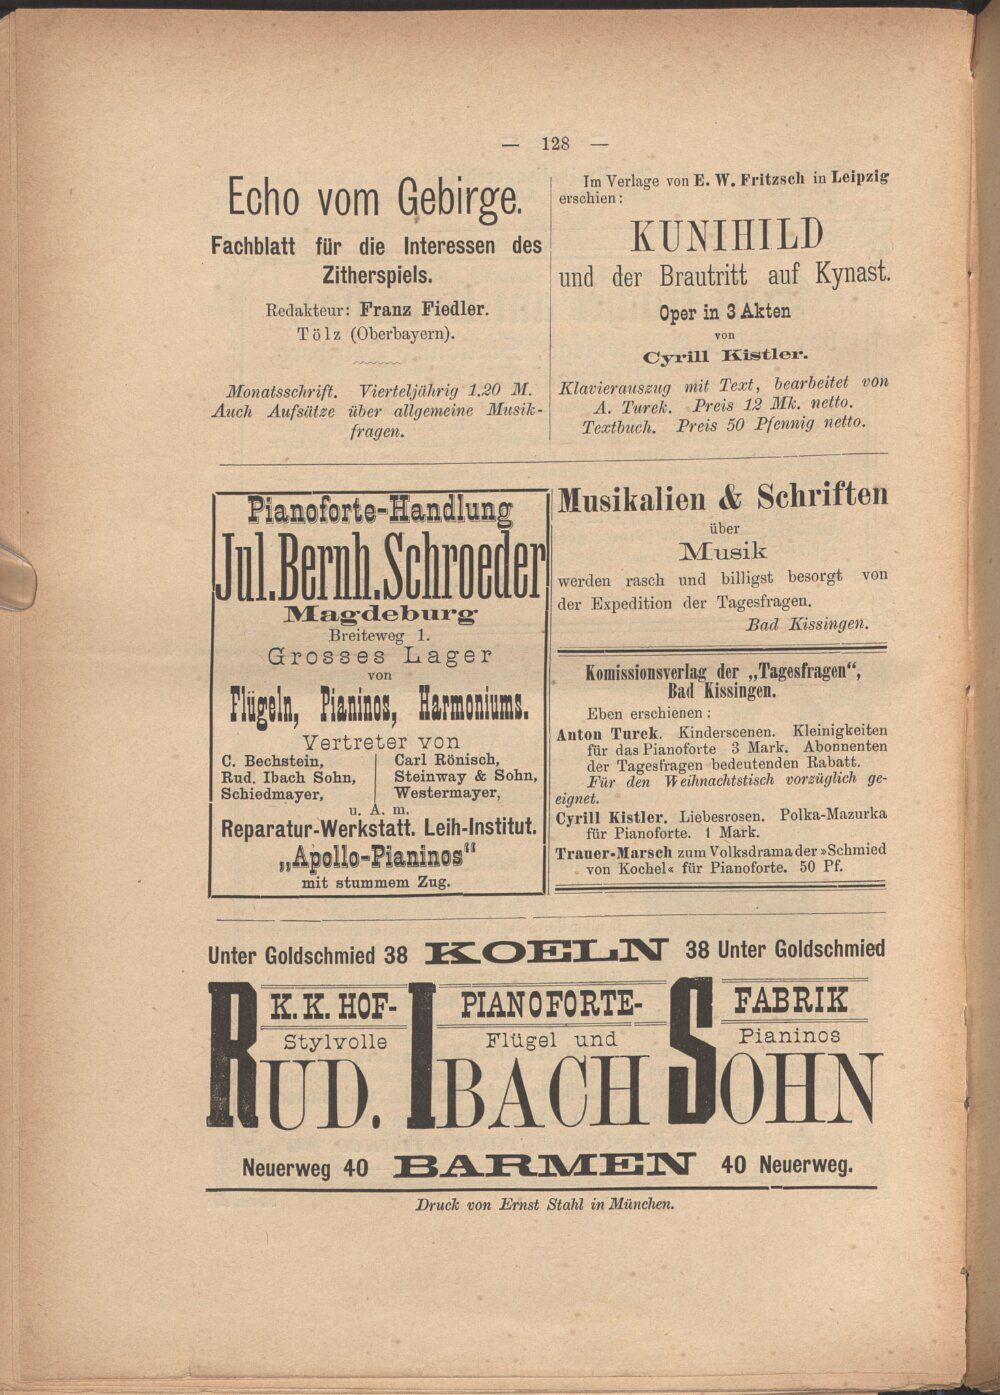 — 128 —
Echo vom Gebirge.
Fachblatt für die Interessen des
Zitherspiels.
Redakteur: Franz Fiedler.
Tölz (Oberbayern).
Monatsschrift. Vierteljährig 1.20 M.
Auch Aufsätze über allgemeine Musik-
fragen.
Im Verlage von E. W. Fritzsch in Leipzig
erschien:
KUNIHILD
und der Brautritt auf Kynast.
Oper in 3 Akten
von
Cyrill Kistler.
Klavierauszug mit Text, bearbeitet von
A. Turek. Preis 12 Mk. netto.
Textbuch. Preis 50 Pfennig netto.
Pianoforte-Handlung
Jul. Bernh. Schroeder
Magdeburg
Breiteweg 1.
Grosses Lager
von
Flügeln, Pianinos, Harmoniums.
Vertreter von
C. Bechstein,
Rud. Ibach Sohn,
Schiedmayer,
Carl Rönisch,
Steinway & Sohn,
Westermayer,
u. A. m.
Reparatur-Werkstatt. Leih-Institut.
„Apollo-Pianinos“
mit stummem Zug.
Musikalien & Schriften
über
Musik
werden rasch und billigst besorgt von
der Expedition der Tagesfragen.
Bad Kissingen.
Komissionsverlag der „Tagesfragen“,
Bad Kissingen.
Eben erschienen:
Anton Turek. Kinderscenen. Kleinigkeiten
für das Pianoforte 3 Mark. Abonnenten
der Tagesfragen bedeutenden Rabatt.
Für den Weihnachtstisch vorzüglich ge-
eignet.
Cyrill Kistler. Liebesrosen. Polka-Mazurka
für Pianoforte. 1 Mark.
Trauer-Marsch zum Volksdrama der »Schmied
von Kochel« für Pianoforte. 50 Pf.
Unter Goldschmied 38 KOELN 38 Unter Goldschmied
K. K. HOF- PIANOFORTE- FABRIK
Stylvolle Flügel und Pianinos
RUD. IBACH SOHN
Neuerweg 40 BARMEN 40 Neuerweg.
Druck von Ernst Stahl in München.